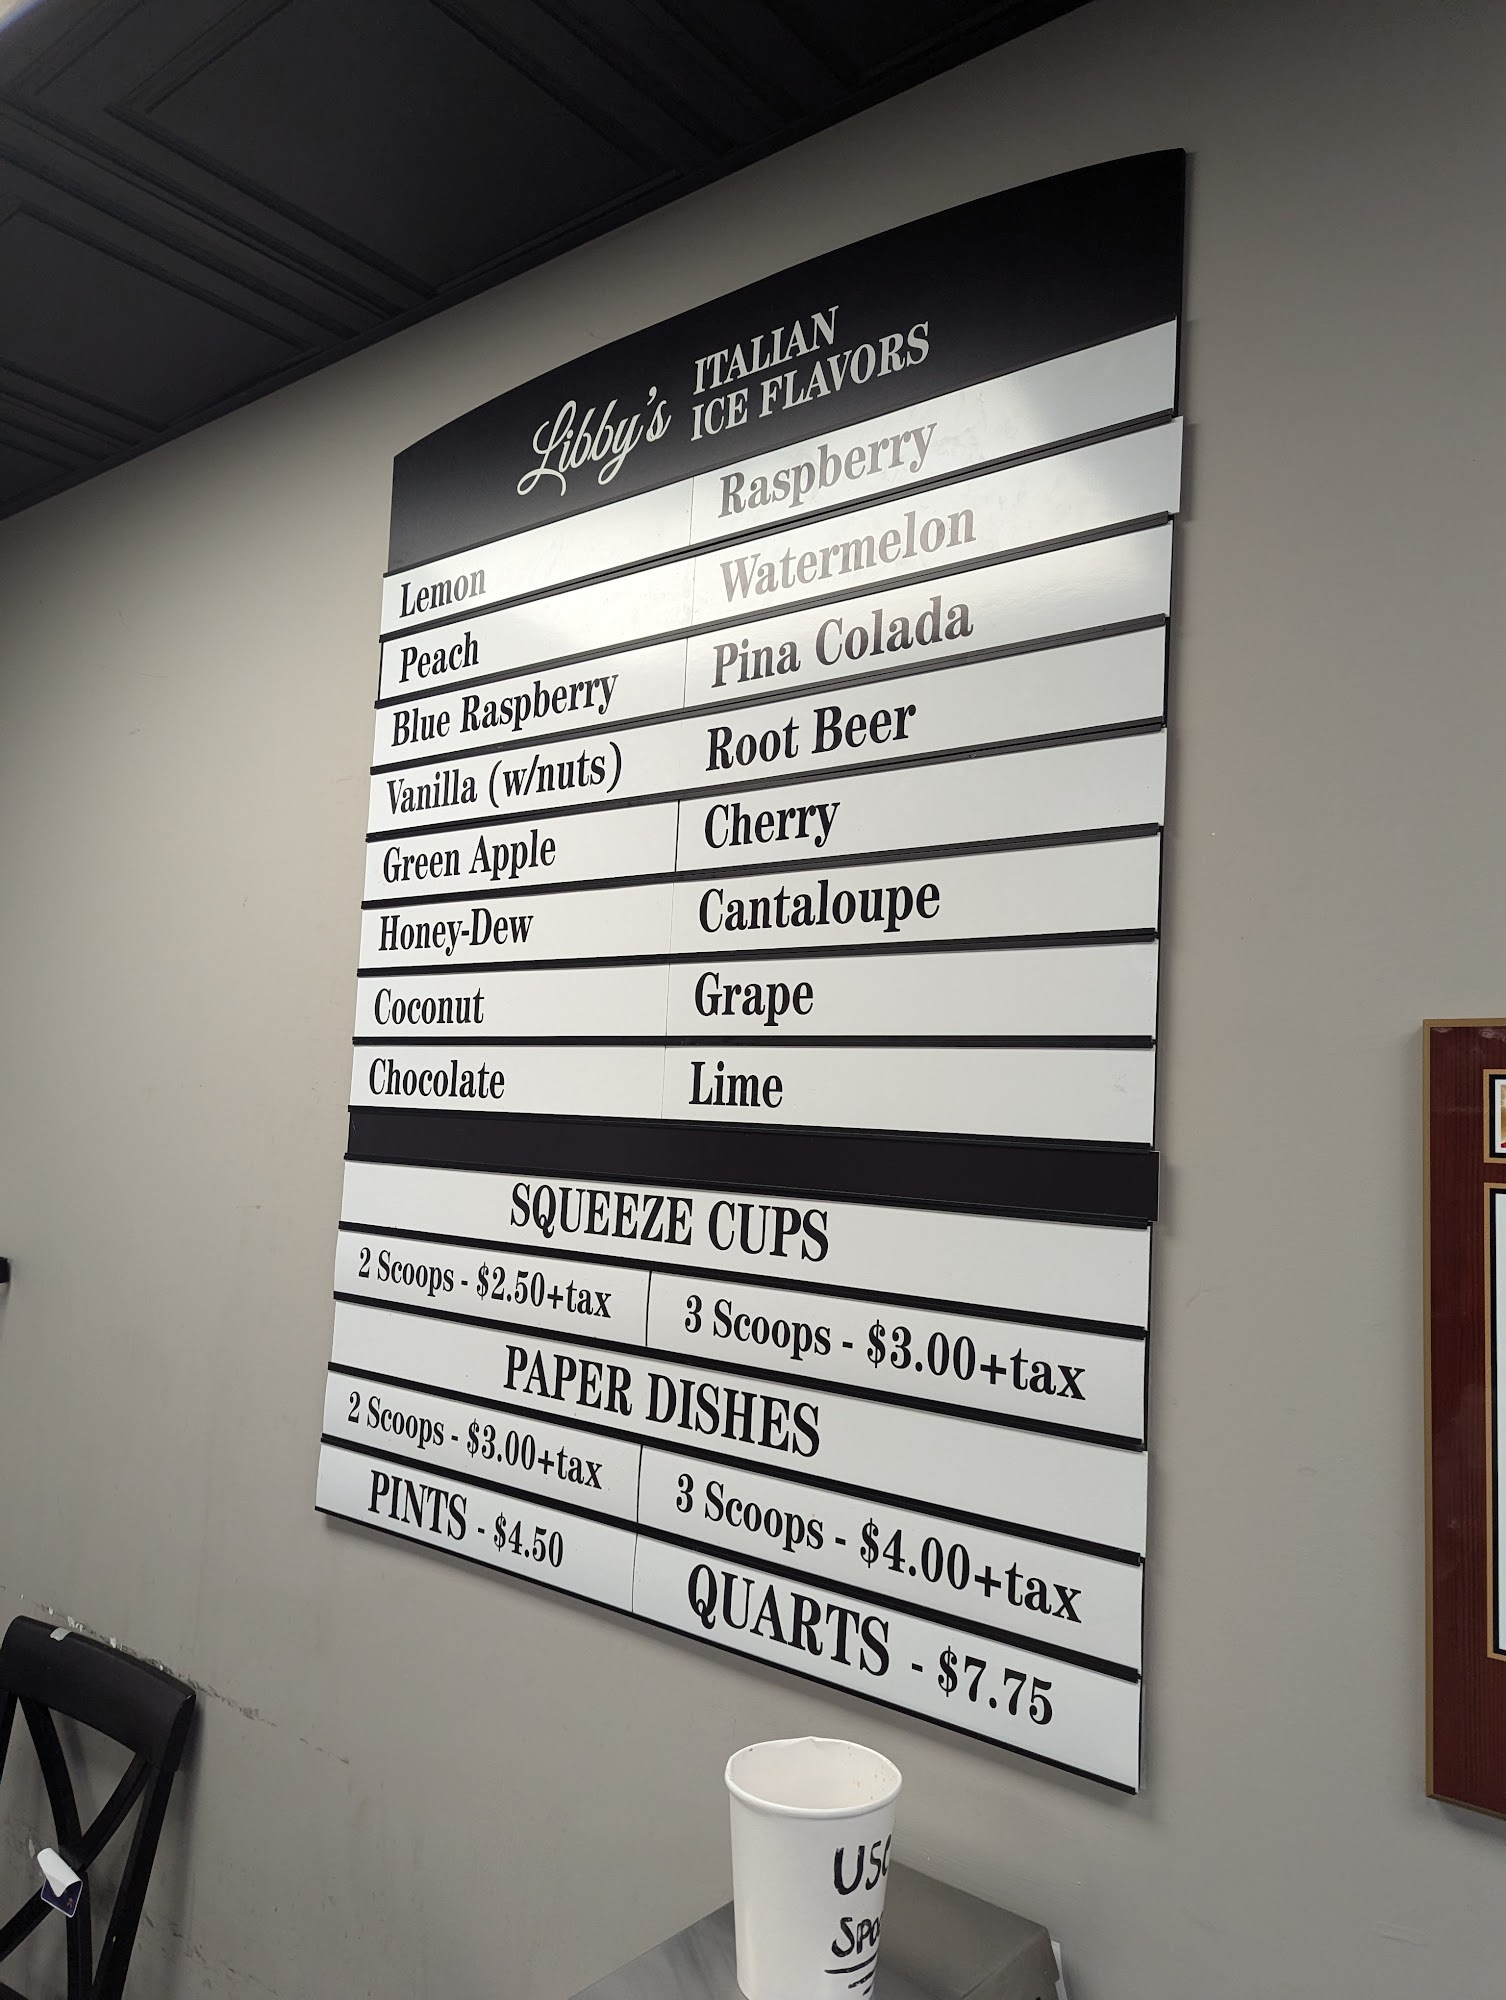 Libby's ITALIAN
ICE FLAVORS
Lemon Raspberry
Peach Watermelon
Blue Raspberry Pina Colada
Vanilla (w/nuts) Root Beer
Green Apple Cherry
Honey-Dew Cantaloupe
Coconut Grape
Chocolate Lime
SQUEEZE CUPS
2 Scoops - $2.50+tax 3 Scoops - $3.00+tax
PAPER DISHES
2 Scoops - $3.00+tax 3 Scoops - $4.00+tax
PINTS - $4.50 QUARTS - $7.75